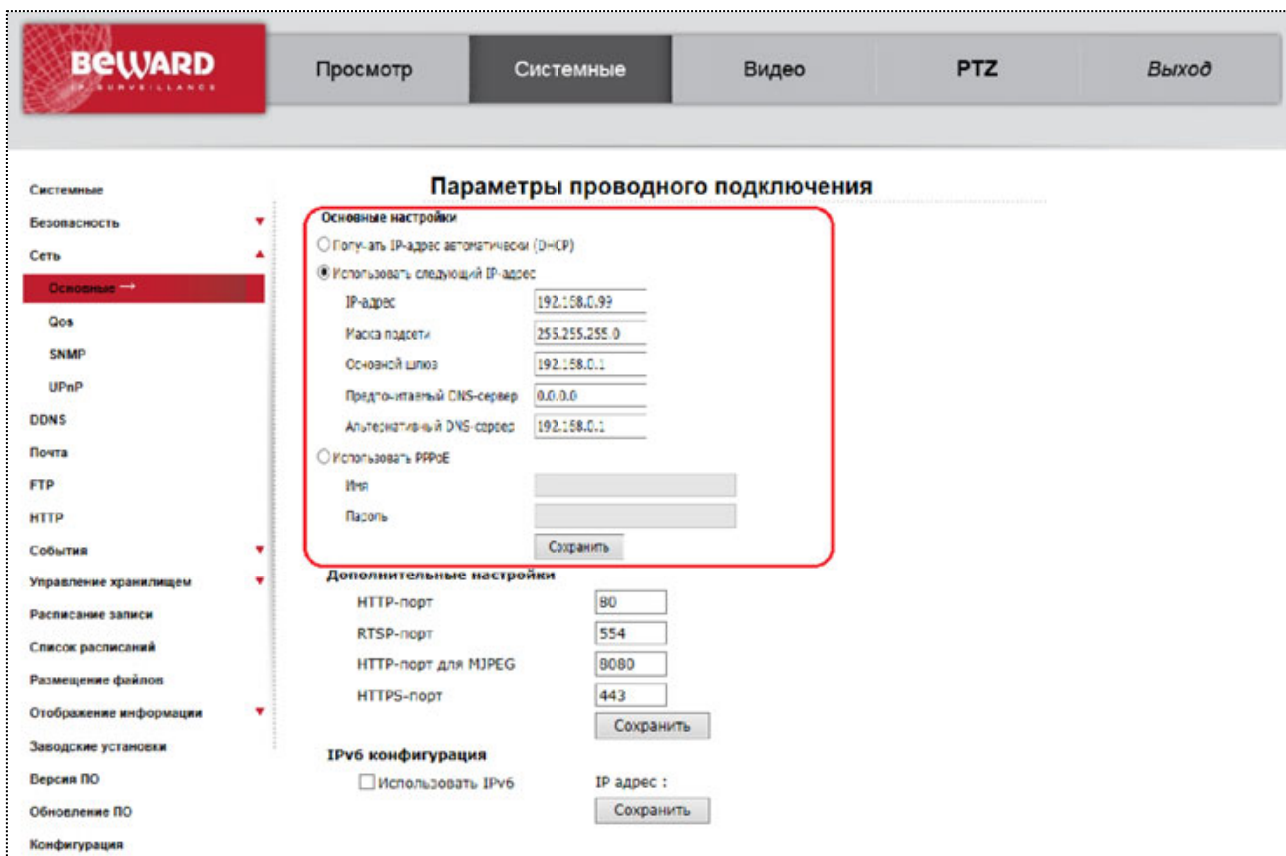 BEWARD
IP SURVEILLANCE
Просмотр
Системные
Видео
PTZ
Выход
Системные
Безопасность
Сеть
Основные →
Qos
SNMP
UPnP
DDNS
Почта
FTP
HTTP
События
Управление хранилищем
Расписание записи
Список расписаний
Размещение файлов
Отображение информации
Заводские установки
Версия ПО
Обновление ПО
Конфигурация
Параметры проводного подключения
Основные настройки
Получать IP-адрес автоматически (DHCP)
Использовать следующий IP-адрес
IP-адрес 192.168.0.99
Маска подсети 255.255.255.0
Основной шлюз 192.168.0.1
Предпочитаемый DNS-сервер 0.0.0.0
Альтернативный DNS-сервер 192.168.0.1
Использовать PPPoE
Имя
Пароль
Сохранить
Дополнительные настройки
HTTP-порт 80
RTSP-порт 554
HTTP-порт для MJPEG 8080
HTTPS-порт 443
Сохранить
IPv6 конфигурация
Использовать IPv6 IP адрес :
Сохранить